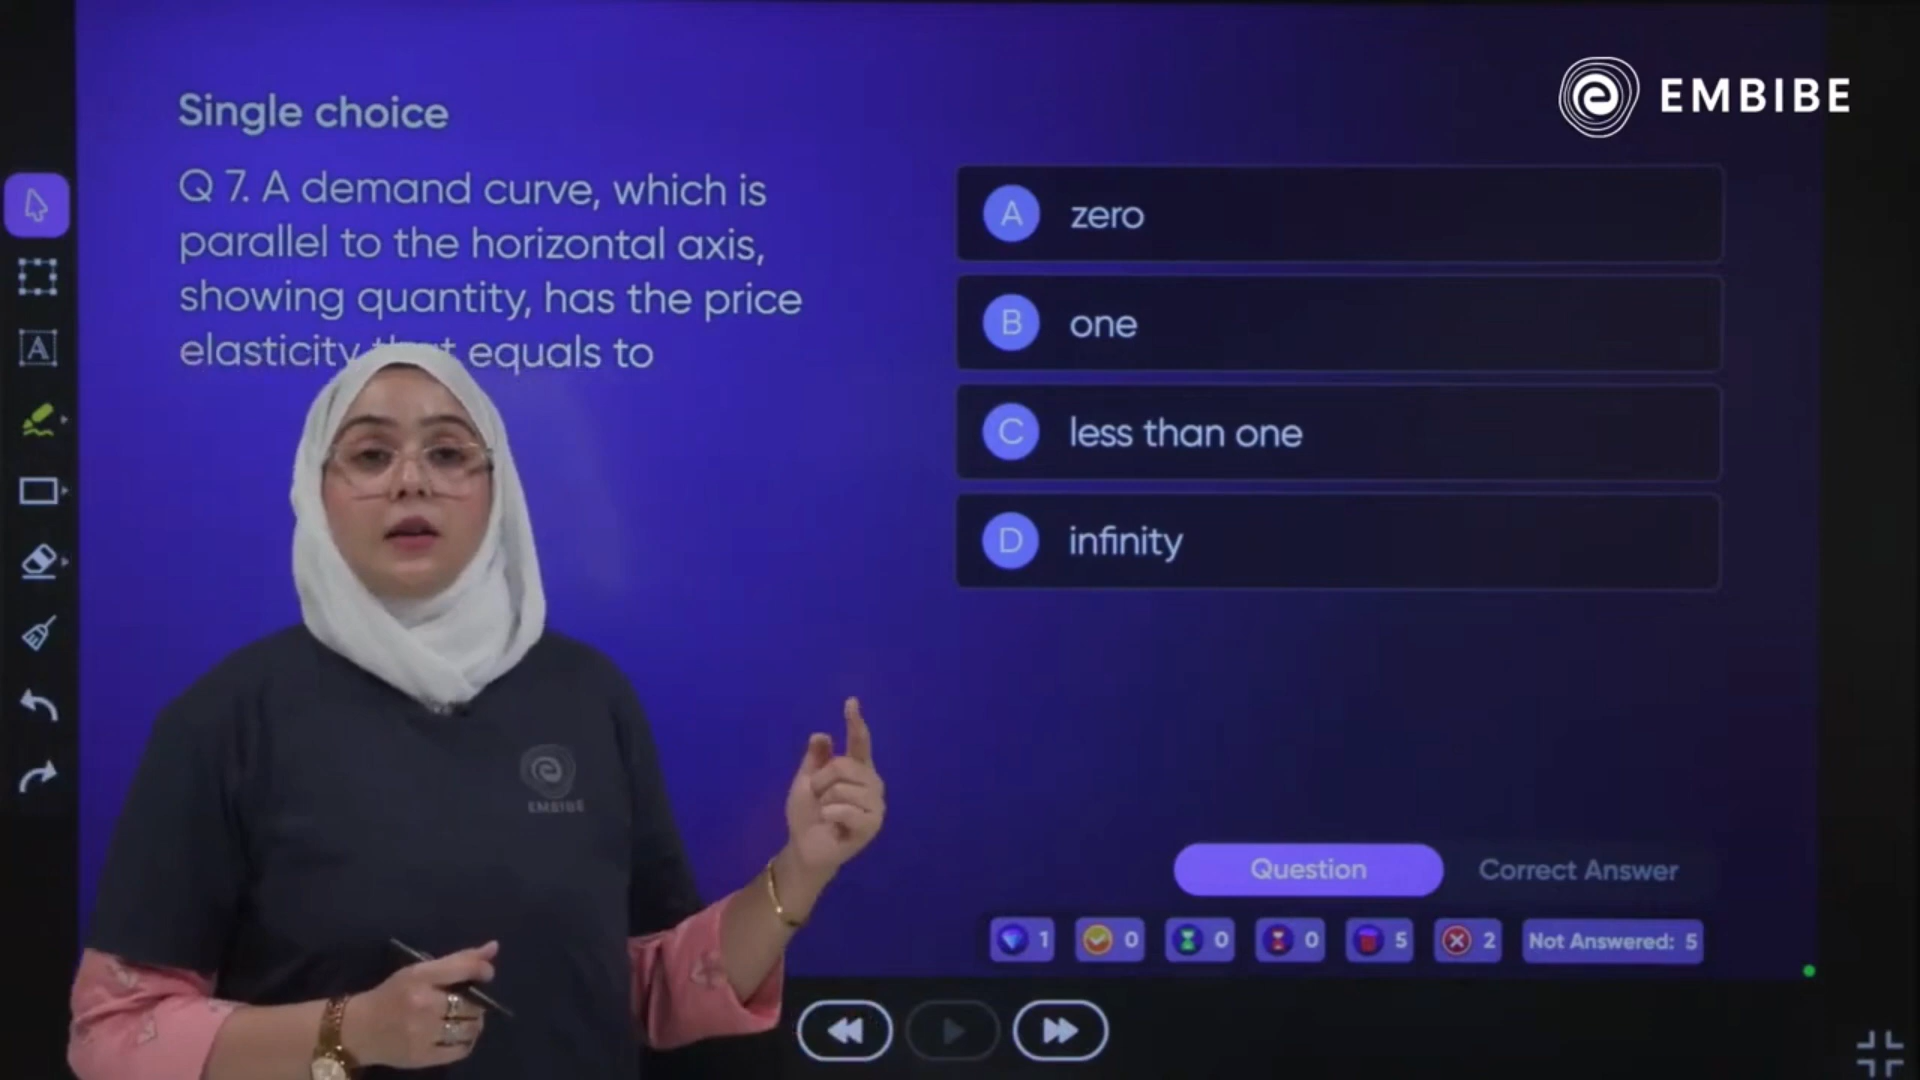 EMBIBE
Single choice
Q 7. A demand curve, which is
parallel to the horizontal axis,
showing quantity, has the price
elasticity that equals to
A zero
B one
C less than one
D infinity
A
EMBIBE
Question Correct Answer
1 0 0 0 5 2 Not Answered: 5